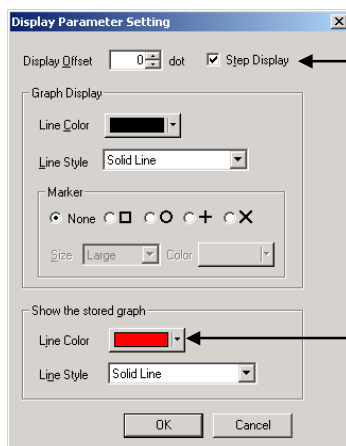 Display Parameter Setting
Display Offset 0 dot Step Display
Graph Display
Line Color
Line Style Solid Line
Marker
None
Size Large Color
Show the stored graph
Line Color
Line Style Solid Line
OK Cancel